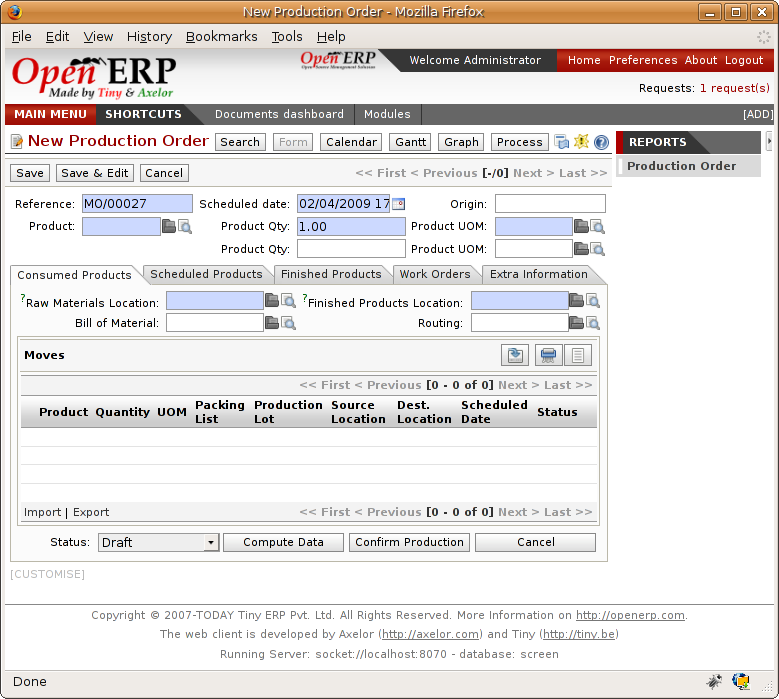 New Production Order - Mozilla Firefox
File Edit View History Bookmarks Tools Help
Open ERP
Made by Tiny & Axelor
Open ERP
Open Source Management Solution
Welcome Administrator
Home Preferences About Logout
Requests: 1 request(s)
MAIN MENU SHORTCUTS Documents dashboard Modules [ADD]
New Production Order Search Form Calendar Gantt Graph Process
REPORTS
Production Order
Save Save & Edit Cancel << First < Previous [-/0] Next > Last >>
Reference: MO/00027 Scheduled date: 02/04/2009 17 Origin:
Product: Product Qty: 1.00 Product UOM:
Product Qty: Product UOM:
Consumed Products Scheduled Products Finished Products Work Orders Extra Information
? Raw Materials Location: ? Finished Products Location:
Bill of Material: Routing:
Moves
<< First < Previous [0 - 0 of 0] Next > Last >>
Product Quantity UOM Packing List Production Lot Source Location Dest. Location Scheduled Date Status
Import | Export << First < Previous [0 - 0 of 0] Next > Last >>
Status: Draft Compute Data Confirm Production Cancel
[CUSTOMISE]
Copyright © 2007-TODAY Tiny ERP Pvt. Ltd. All Rights Reserved. More Information on http://openerp.com.
The web client is developed by Axelor (http://axelor.com) and Tiny (http://tiny.be)
Running Server: socket://localhost:8070 - database: screen
Done